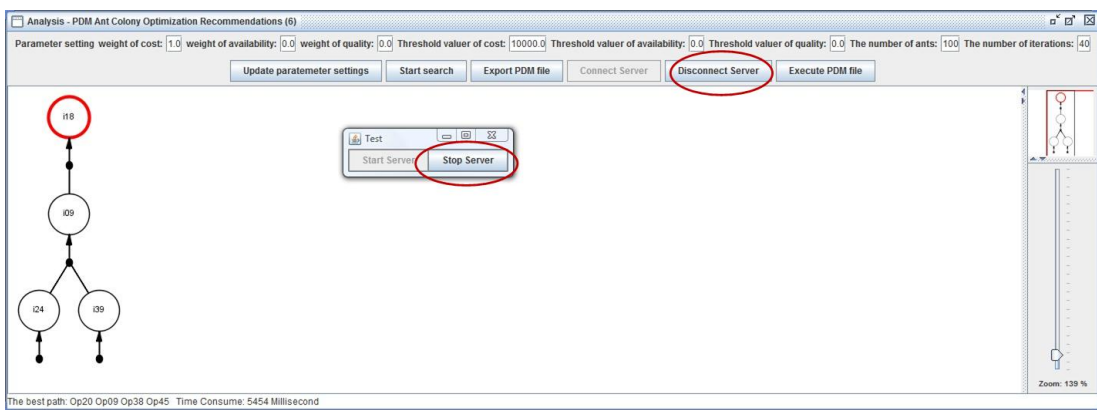 Analysis - PDM Ant Colony Optimization Recommendations (6)
Parameter setting weight of cost: 1.0 weight of availability: 0.0 weight of quality: 0.0 Threshold valuer of cost: 10000.0 Threshold valuer of availability: 0.0 Threshold valuer of quality: 0.0 The number of ants: 100 The number of iterations: 40
Update paratemeter settings Start search Export PDM file Connect Server Disconnect Server Execute PDM file
i18
Test
Start Server Stop Server
i09
i24 i39
Zoom: 139 %
The best path: Op20 Op09 Op38 Op45 Time Consume: 5454 Millisecond